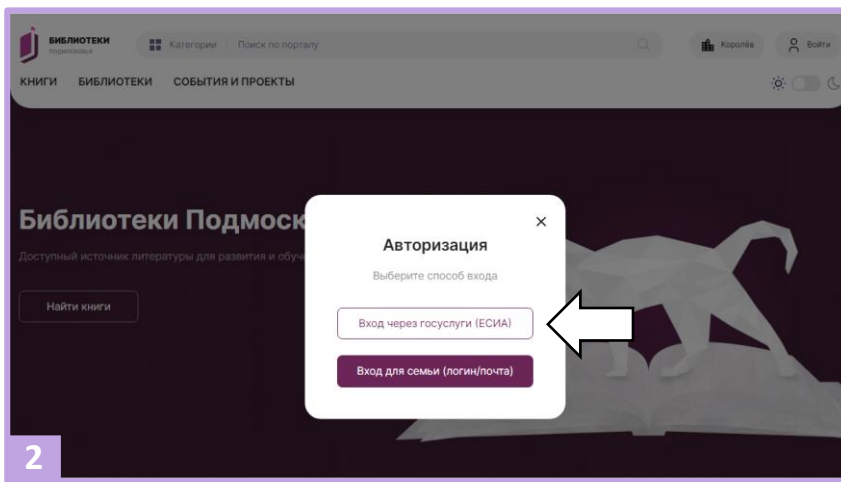 БИБЛИОТЕКИ
ПОДМОСКОВЬЯ
Категории
Поиск по порталу
Королёв
Войти
КНИГИ
БИБЛИОТЕКИ
СОБЫТИЯ И ПРОЕКТЫ
Библиотеки Подмоск
Доступный источник литературы для развития и обуч
Найти книги
Авторизация
Выберите способ входа
Вход через госуслуги (ЕСИА)
Вход для семьи (логин/почта)
2